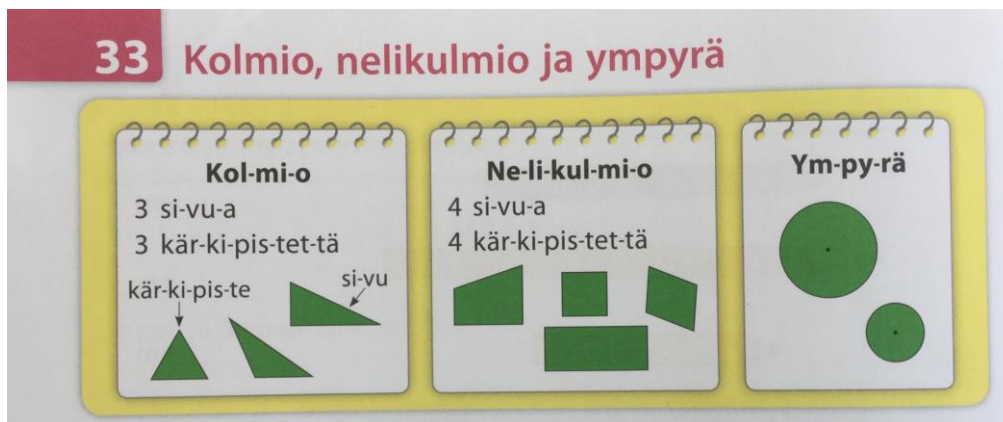 33 Kolmio, nelikulmio ja ympyrä
Kol-mi-o
3 si-vu-a
3 kär-ki-pis-tet-tä
kär-ki-pis-te
si-vu
Ne-li-kul-mi-o
4 si-vu-a
4 kär-ki-pis-tet-tä
Ym-py-rä